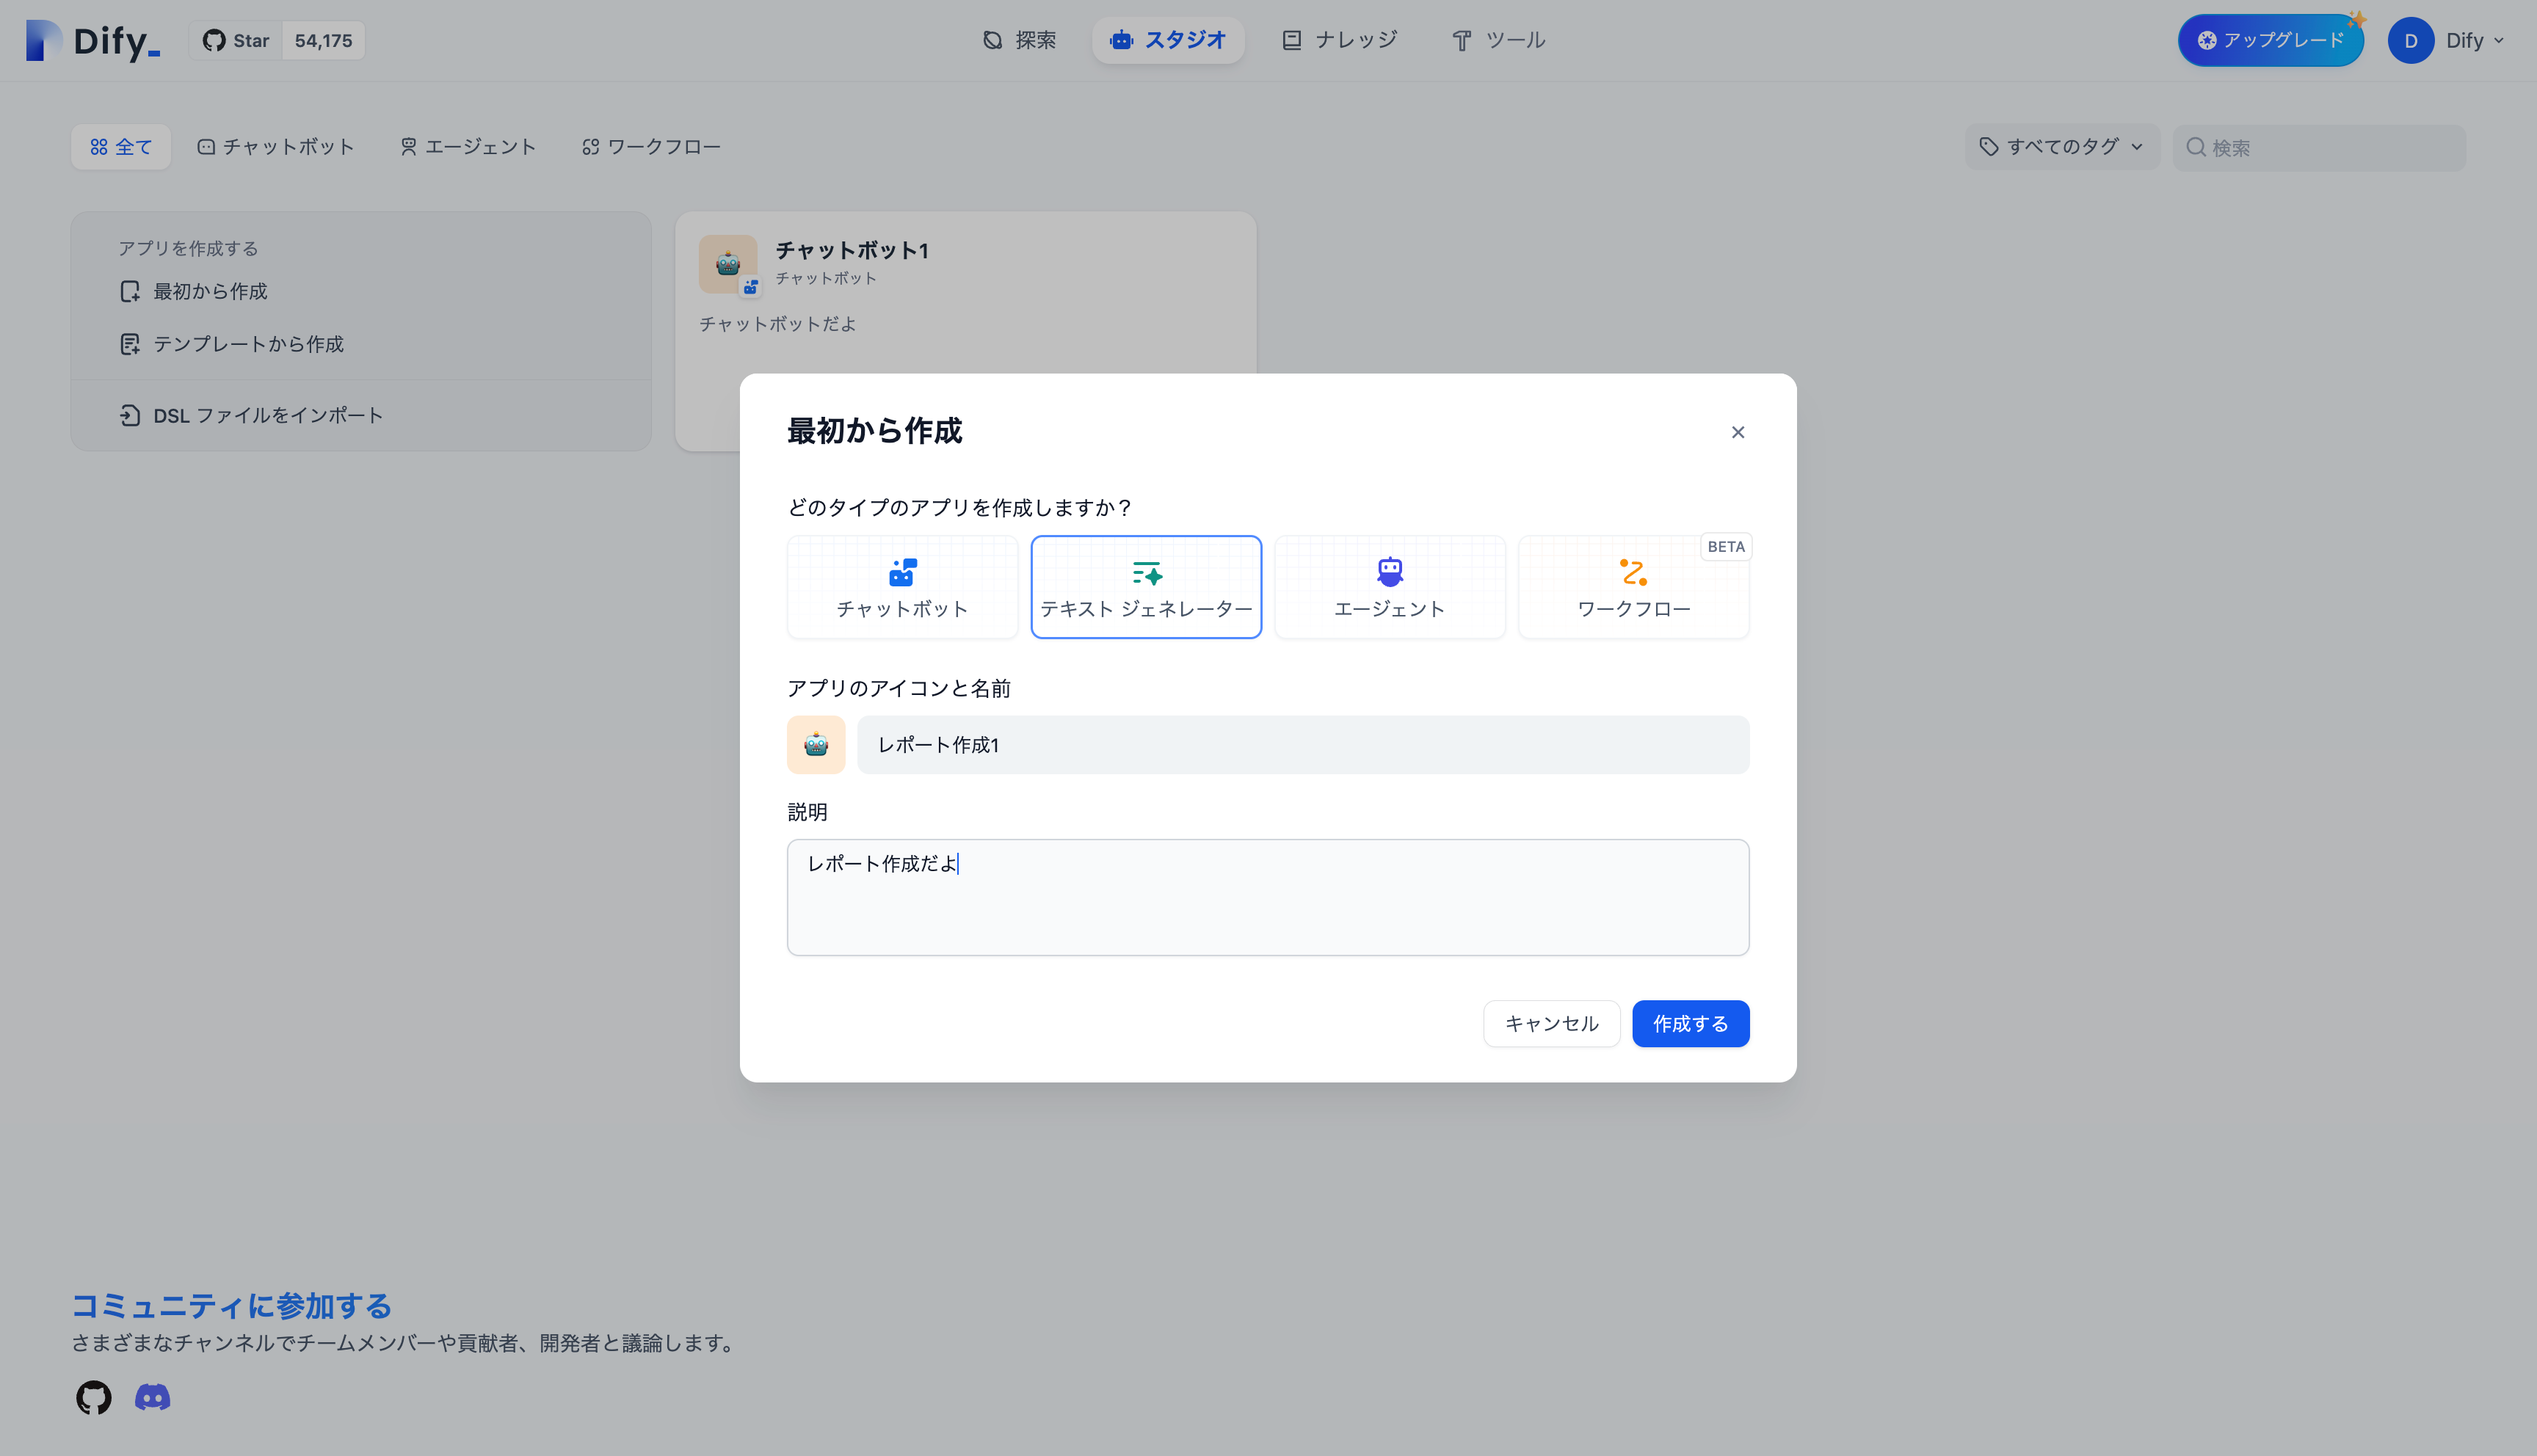 Dify_
Star 54,175
探索
スタジオ
ナレッジ
ツール
アップグレード
D
Dify
全て
チャットボット
エージェント
ワークフロー
すべてのタグ
検索
アプリを作成する
最初から作成
テンプレートから作成
DSL ファイルをインポート
チャットボット1
チャットボット
チャットボットだよ
最初から作成
どのタイプのアプリを作成しますか？
チャットボット
テキスト ジェネレーター
エージェント
BETA
ワークフロー
アプリのアイコンと名前
レポート作成1
説明
レポート作成だよ
キャンセル
作成する
コミュニティに参加する
さまざまなチャンネルでチームメンバーや貢献者、開発者と議論します。